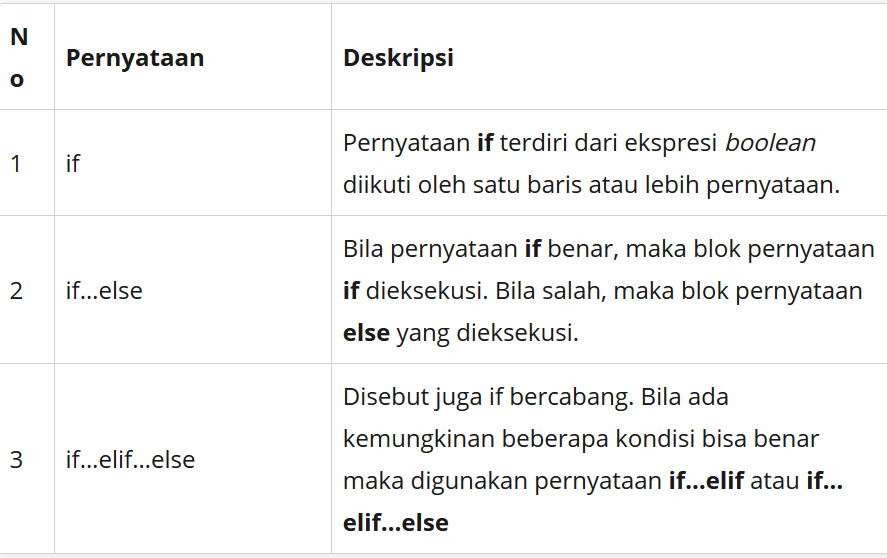 No
Pernyataan
Deskripsi
1
if
Pernyataan if terdiri dari ekspresi boolean
diikuti oleh satu baris atau lebih pernyataan.
2
if...else
Bila pernyataan if benar, maka blok pernyataan
if dieksekusi. Bila salah, maka blok pernyataan
else yang dieksekusi.
3
if...elif...else
Disebut juga if bercabang. Bila ada
kemungkinan beberapa kondisi bisa benar
maka digunakan pernyataan if...elif atau if...
elif...else